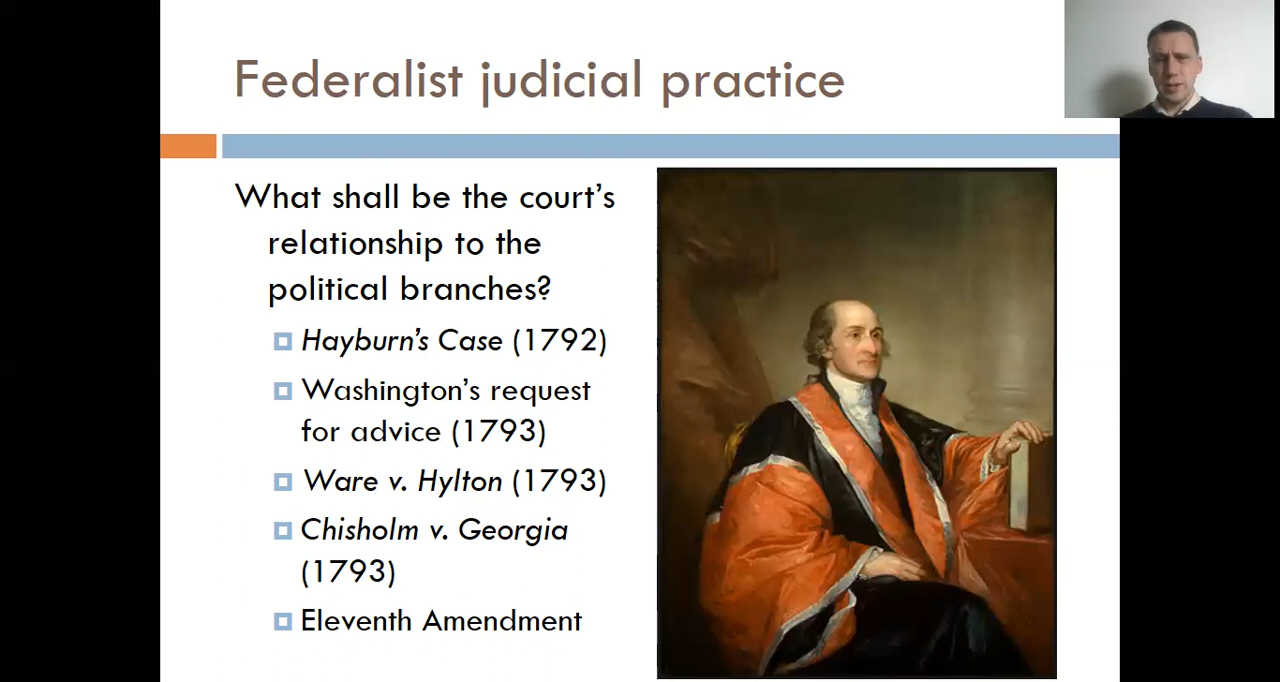 Federalist judicial practice
What shall be the court's
relationship to the
political branches?
Hayburn's Case (1792)
Washington's request
for advice (1793)
Ware v. Hylton (1793)
Chisholm v. Georgia
(1793)
Eleventh Amendment